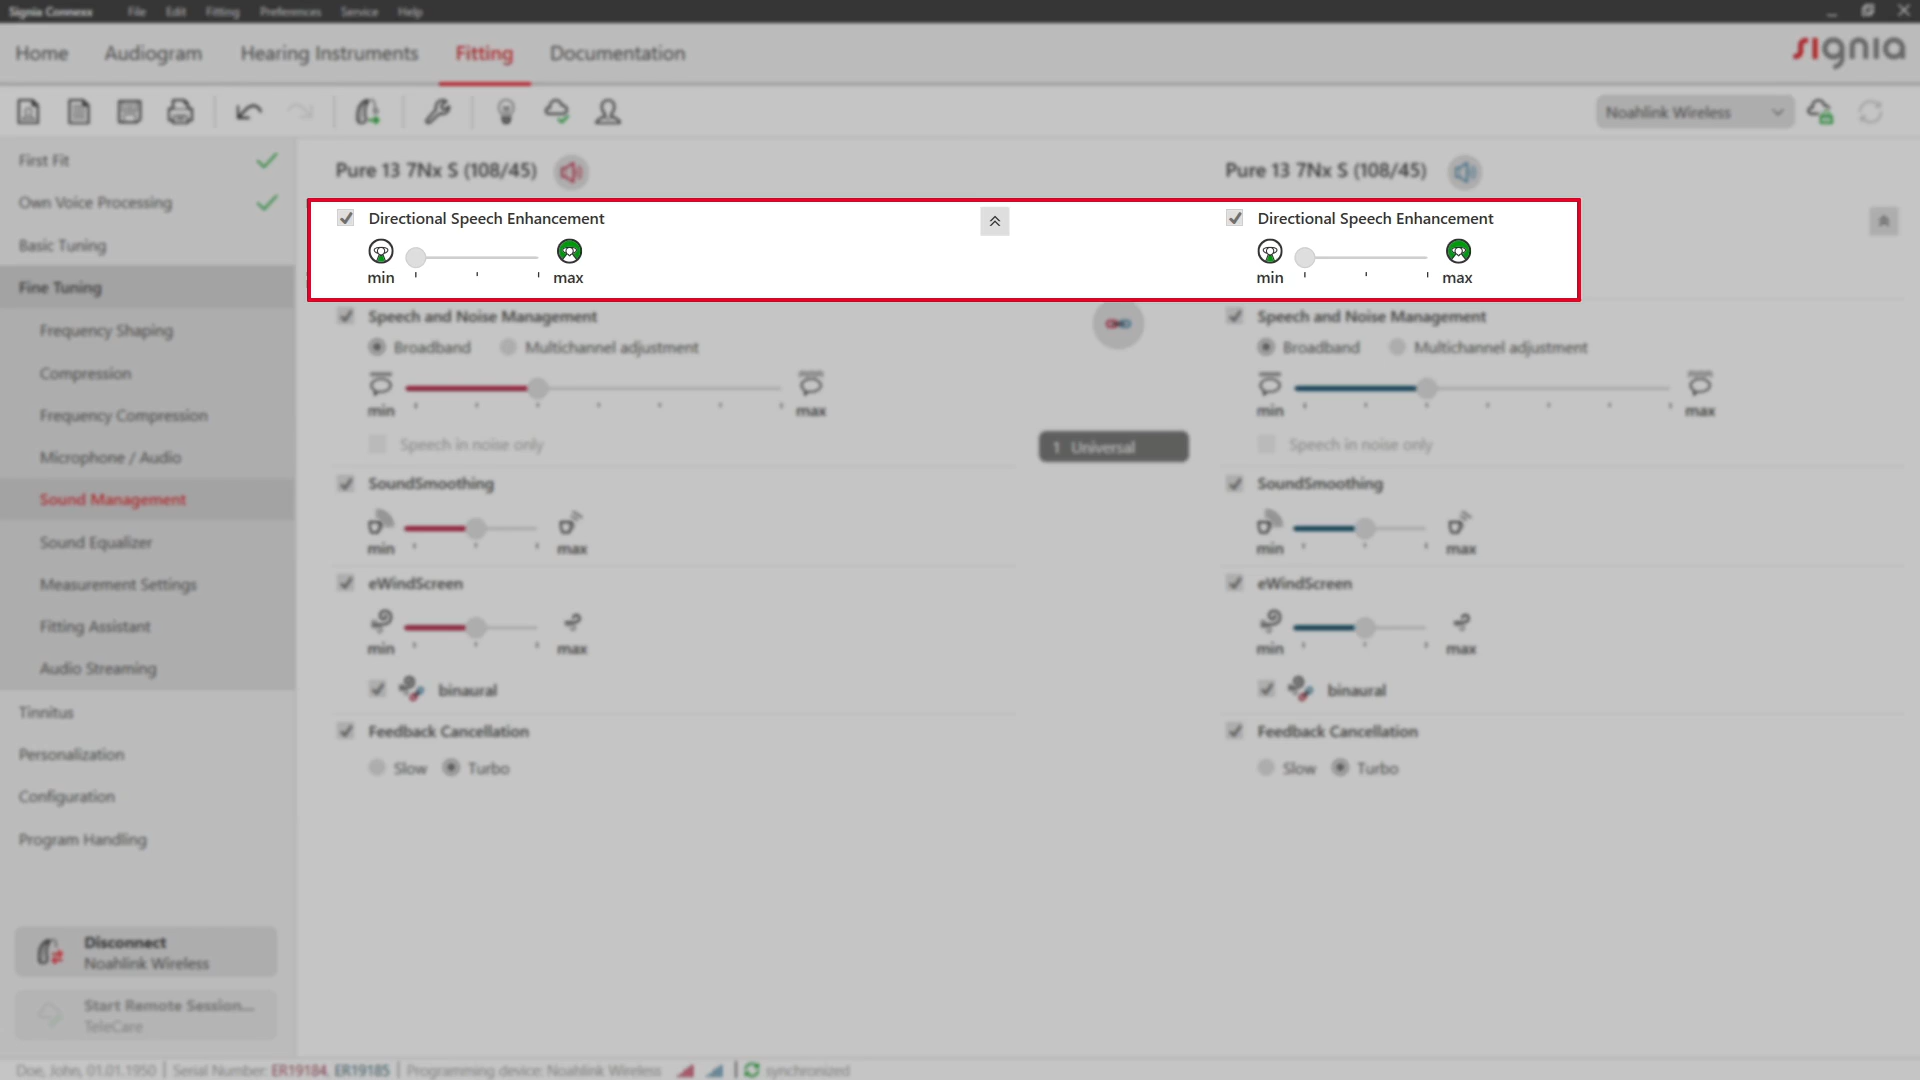 Signia Connexx File Edit Fitting Preferences Service Help
Home Audiogram Hearing Instruments Fitting Documentation
signia
Noahlink Wireless
First Fit
Own Voice Processing
Basic Tuning
Fine Tuning
Frequency Shaping
Compression
Frequency Compression
Microphone / Audio
Sound Management
Sound Equalizer
Measurement Settings
Fitting Assistant
Audio Streaming
Tinnitus
Personalization
Configuration
Program Handling
Disconnect
Noahlink Wireless
Start Remote Session...
TeleCare
Pure 13 7Nx S (108/45)
Directional Speech Enhancement
min max
Speech and Noise Management
Broadband Multichannel adjustment
min max
Speech in noise only
SoundSmoothing
min max
eWindScreen
min max
binaural
Feedback Cancellation
Slow Turbo
1 Universal
Pure 13 7Nx S (108/45)
Directional Speech Enhancement
min max
Speech and Noise Management
Broadband Multichannel adjustment
min max
Speech in noise only
SoundSmoothing
min max
eWindScreen
min max
binaural
Feedback Cancellation
Slow Turbo
Doe, John, 01.01.1950 | Serial Number: ER19184, ER19185 | Programming device: Noahlink Wireless | synchronized